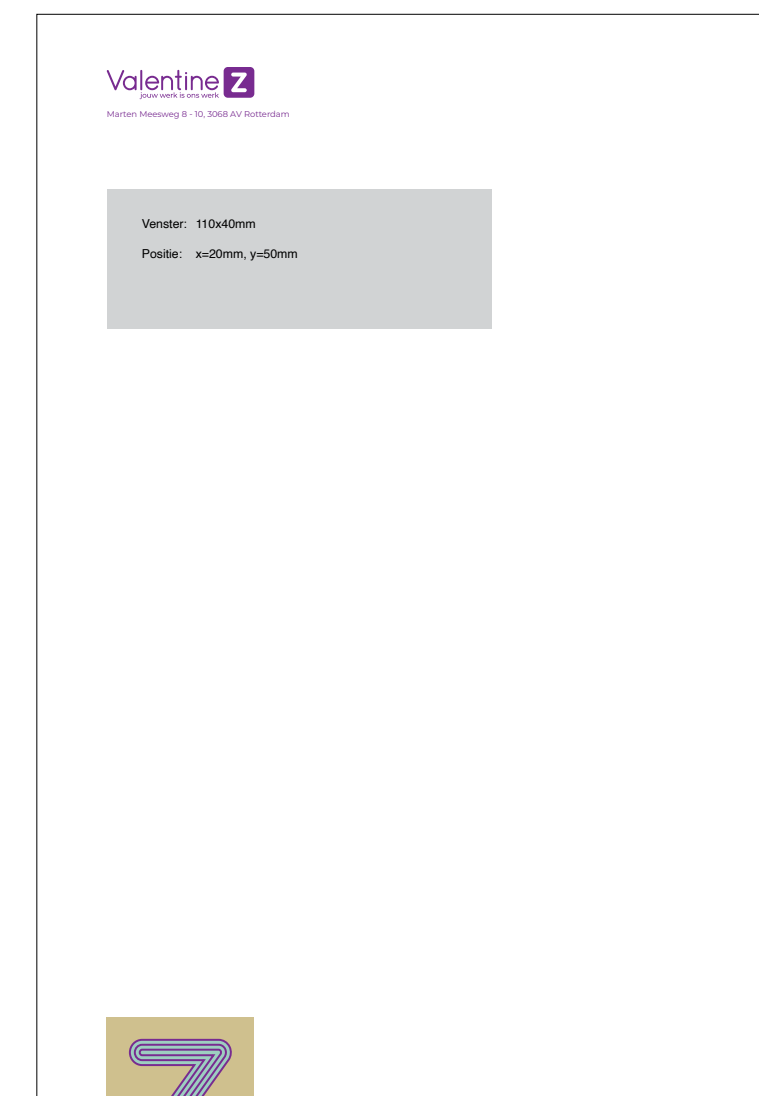 Valentine Z
jouw werk is ons werk
Marten Meesweg 8 - 10, 3068 AV Rotterdam
Venster: 110x40mm
Positie: x=20mm, y=50mm